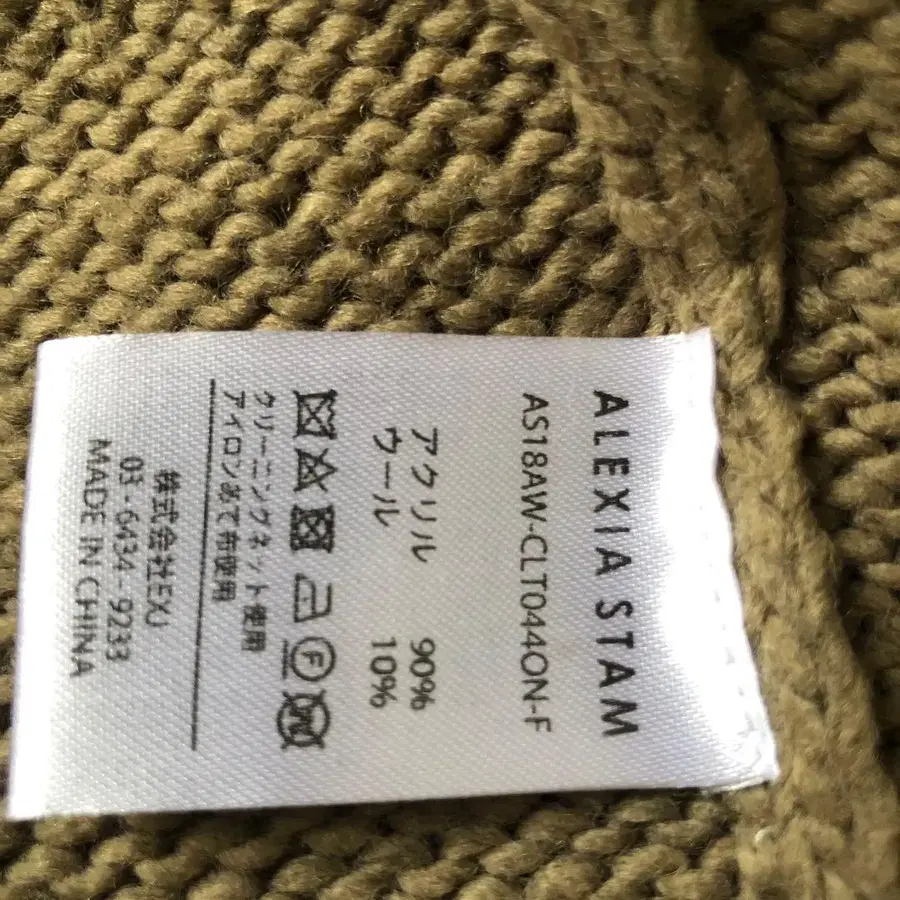 ALEXIA STAM
AS18AW-CLT044ON-F
アクリル 90%
ウール 10%
F W
クリーニングネット使用
アイロンあて布使用
株式会社EXJ
03-6434-9233
MADE IN CHINA